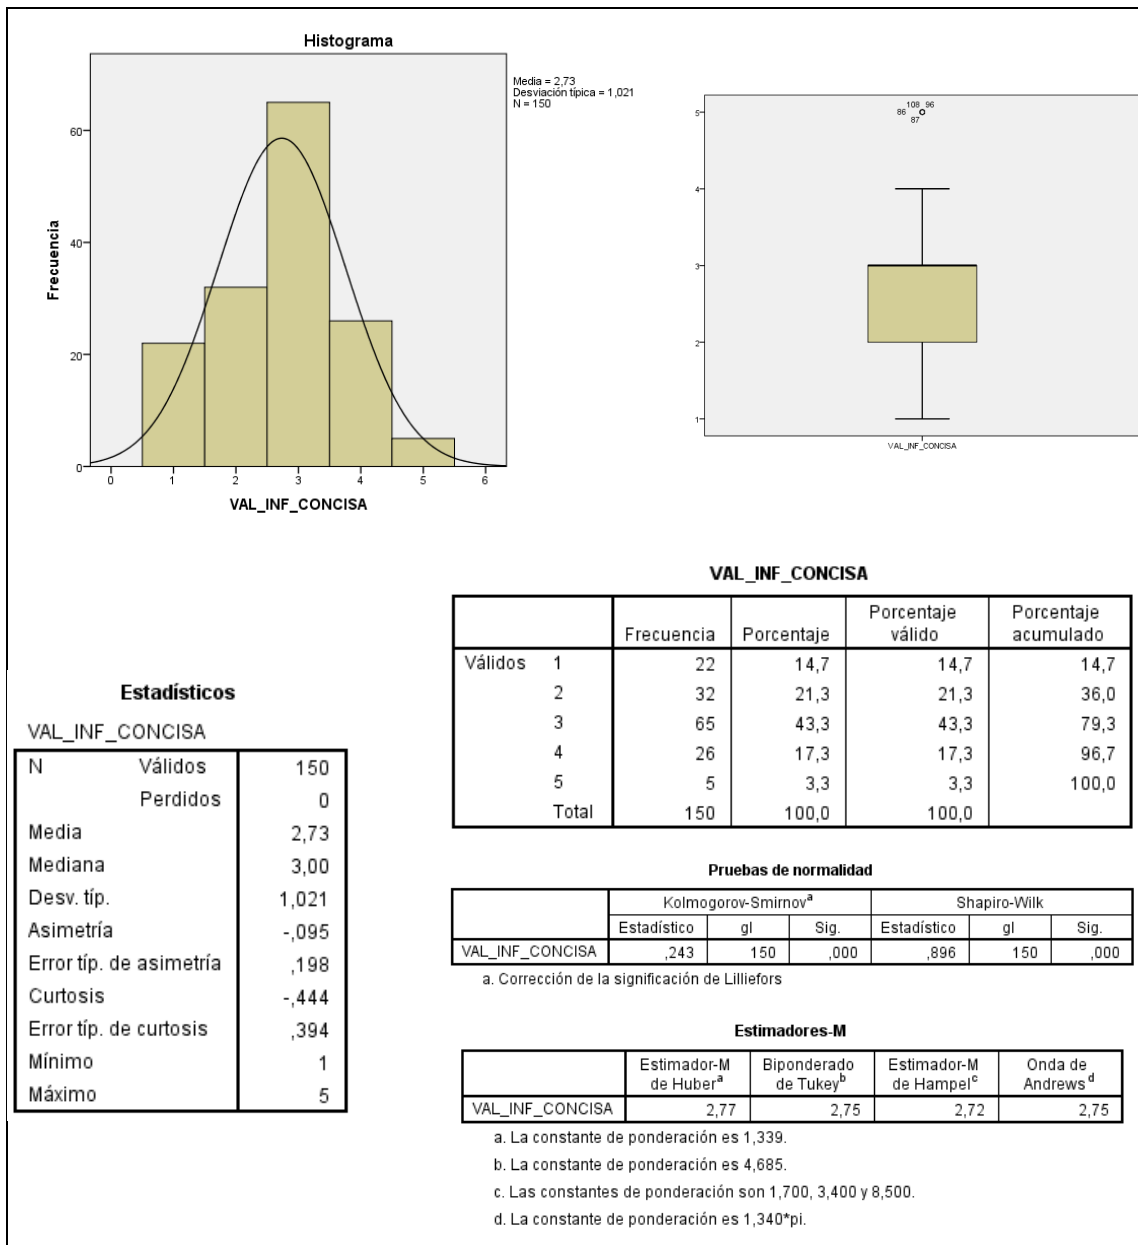 Histograma
Media = 2,73
Desviación típica = 1,021
N = 150
Frecuencia
60
40
20
0
0 1 2 3 4 5 6
VAL_INF_CONCISA
108 96
86
87
5
4
3
2
1
VAL_INF_CONCISA
VAL_INF_CONCISA
Frecuencia Porcentaje Porcentaje válido Porcentaje acumulado
Válidos 1 22 14,7 14,7 14,7
2 32 21,3 21,3 36,0
3 65 43,3 43,3 79,3
4 26 17,3 17,3 96,7
5 5 3,3 3,3 100,0
Total 150 100,0 100,0
Estadísticos
VAL_INF_CONCISA
N Válidos 150
Perdidos 0
Media 2,73
Mediana 3,00
Desv. típ. 1,021
Asimetría -,095
Error típ. de asimetría ,198
Curtosis -,444
Error típ. de curtosis ,394
Mínimo 1
Máximo 5
Pruebas de normalidad
Kolmogorov-Smirnov a Shapiro-Wilk
Estadístico gl Sig. Estadístico gl Sig.
VAL_INF_CONCISA ,243 150 ,000 ,896 150 ,000
a. Corrección de la significación de Lilliefors
Estimadores-M
Estimador-M de Huber a Biponderado de Tukey b Estimador-M de Hampel c Onda de Andrews d
VAL_INF_CONCISA 2,77 2,75 2,72 2,75
a. La constante de ponderación es 1,339.
b. La constante de ponderación es 4,685.
c. Las constantes de ponderación son 1,700, 3,400 y 8,500.
d. La constante de ponderación es 1,340*pi.